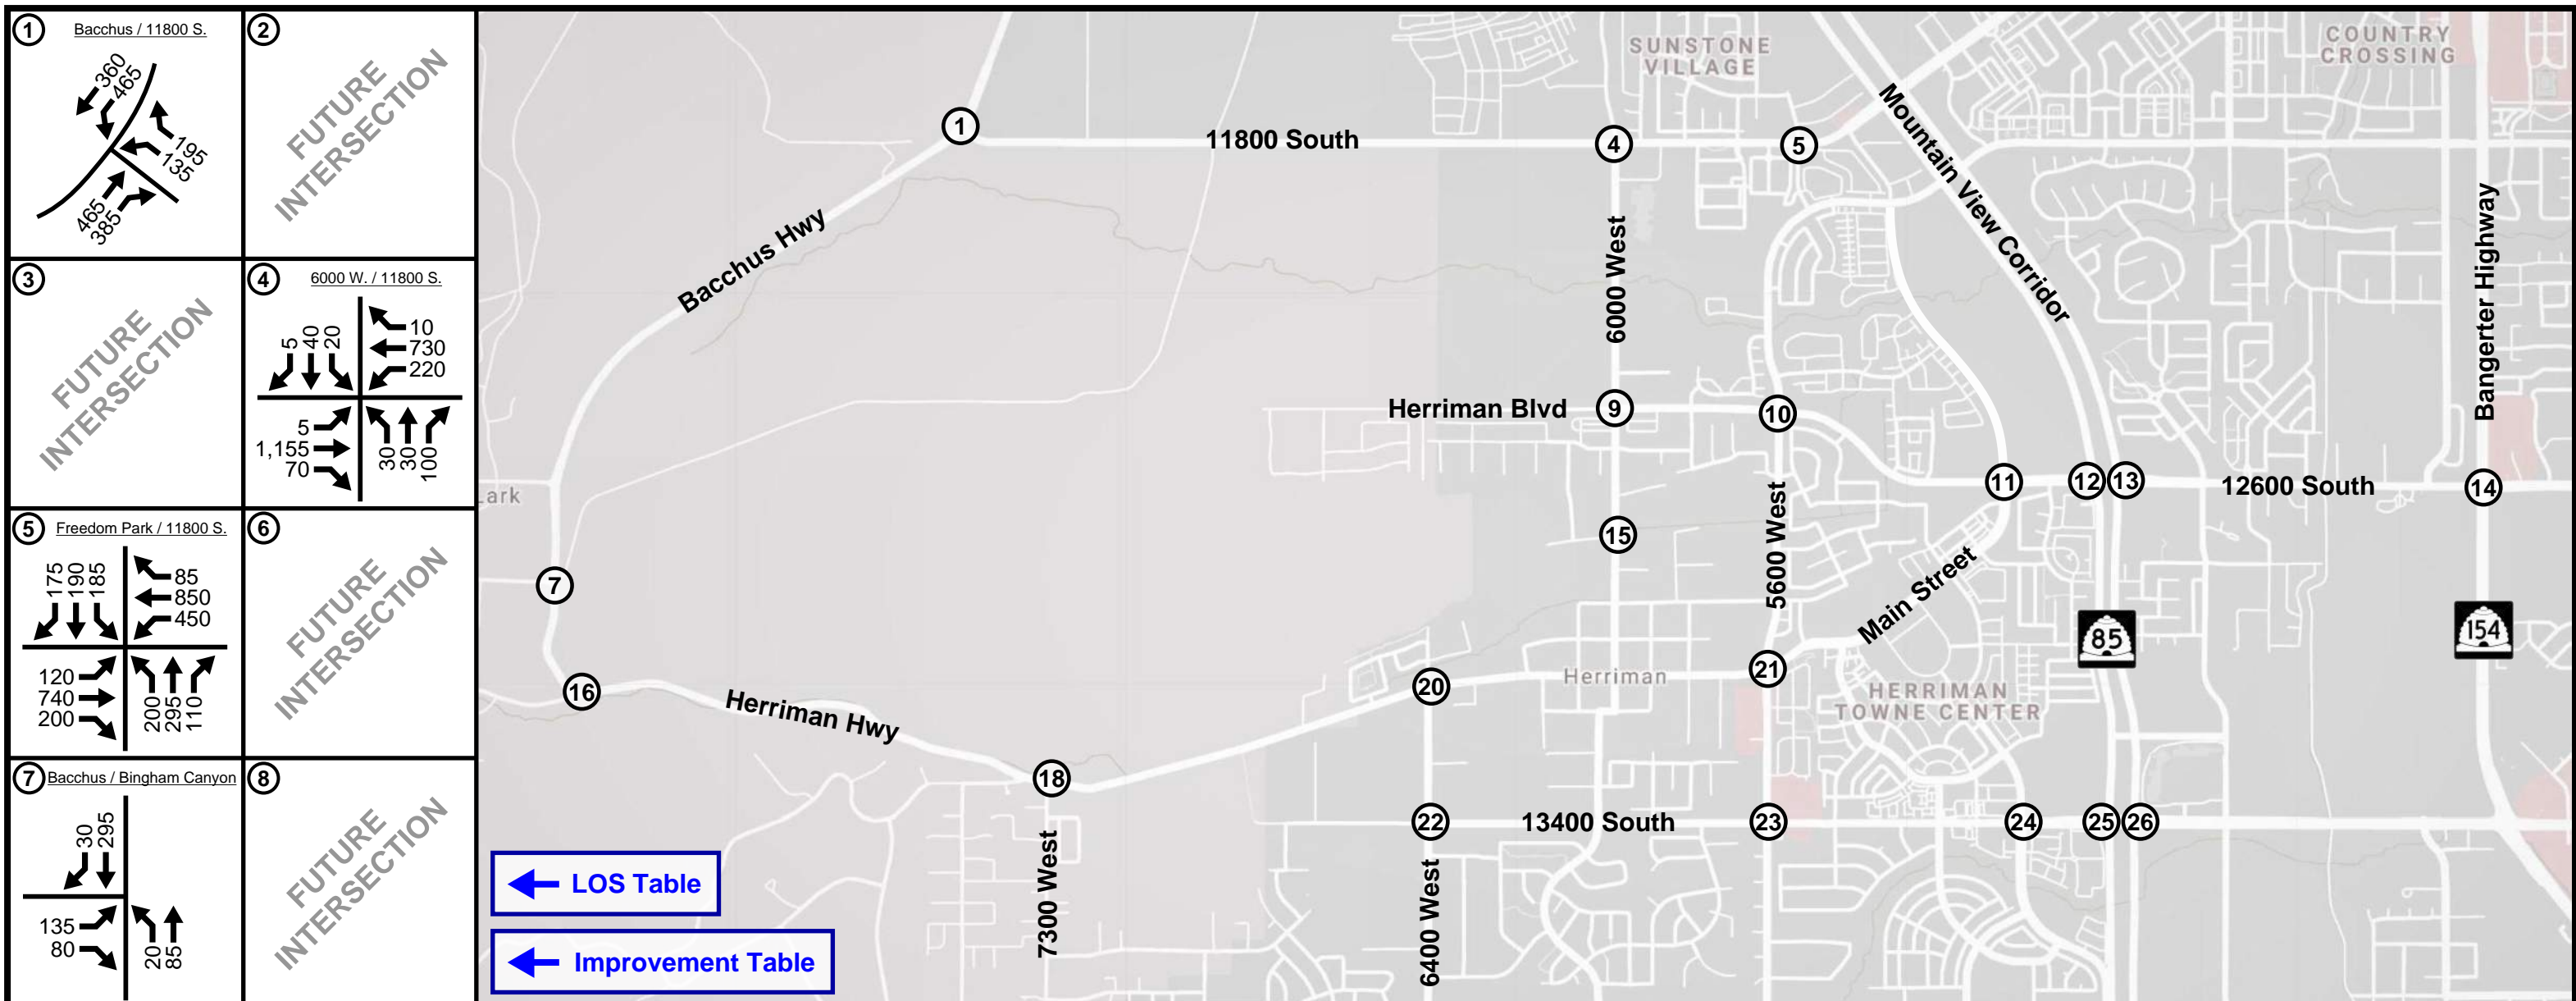 1
Bacchus / 11800 S.
360
465
195
135
465
385
2
FUTURE
INTERSECTION
3
FUTURE
INTERSECTION
4
6000 W. / 11800 S.
5
40
20
10
730
220
5
1,155
70
30
30
100
5
Freedom Park / 11800 S.
175
190
185
85
850
450
120
740
200
200
295
110
6
FUTURE
INTERSECTION
7
Bacchus / Bingham Canyon
30
295
135
80
20
85
8
FUTURE
INTERSECTION
SUNSTONE
VILLAGE
COUNTRY
CROSSING
1
11800 South
4
5
Mountain View Corridor
Bangerter Highway
Bacchus Hwy
6000 West
Herriman Blvd
9
10
11
12
13
12600 South
14
Lark
15
5600 West
7
Main Street
85
154
16
Herriman Hwy
20
Herriman
21
HERRIMAN
TOWNE CENTER
18
22
13400 South
23
24
25
26
7300 West
6400 West
LOS Table
Improvement Table